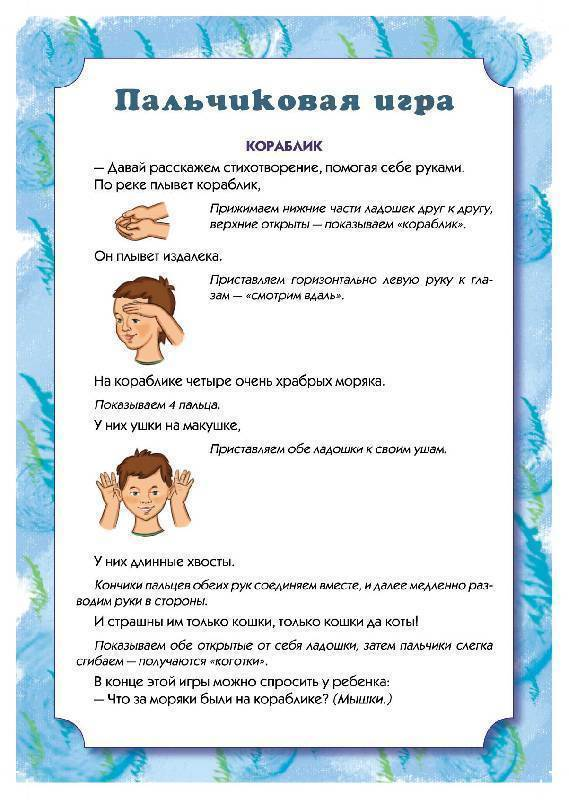 Пальчиковая игра
КОРАБЛИК
— Давай расскажем стихотворение, помогая себе руками.
По реке плывет кораблик,
Прижимаем нижние части ладошек друг к другу,
верхние открыты — показываем «кораблик».
Он плывет издалека.
Приставляем горизонтально левую руку к гла-
зам — «смотрим вдаль».
На кораблике четыре очень храбрых моряка.
Показываем 4 пальца.
У них ушки на макушке,
Приставляем обе ладошки к своим ушам.
У них длинные хвосты.
Кончики пальцев обеих рук соединяем вместе, и далее медленно раз-
водим руки в стороны.
И страшны им только кошки, только кошки да коты!
Показываем обе открытые от себя ладошки, затем пальчики слегка
сгибаем — получаются «коготки».
В конце этой игры можно спросить у ребенка:
— Что за моряки были на кораблике? (Мышки.)